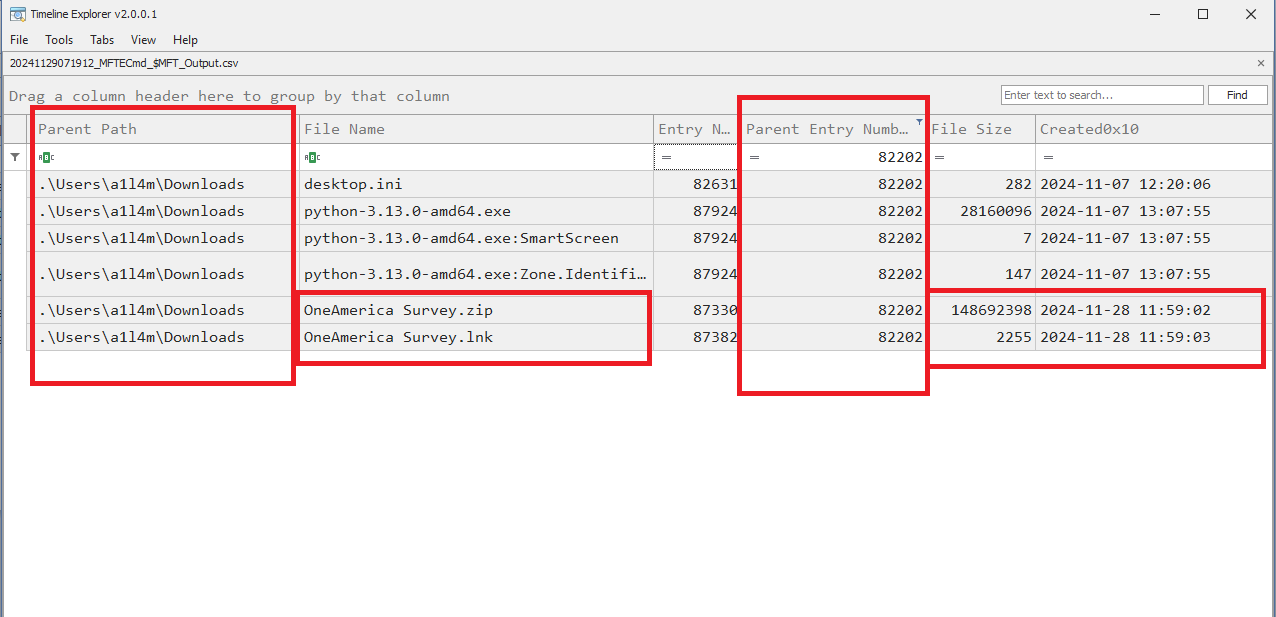 Timeline Explorer v2.0.0.1
File Tools Tabs View Help
20241129071912_MFTECmd_$MFT_Output.csv
Drag a column header here to group by that column Enter text to search... Find
Parent Path File Name Entry N... Parent Entry Numb... File Size Created0x10
= = 82202 = =
.\Users\a1l4m\Downloads desktop.ini 82631 82202 282 2024-11-07 12:20:06
.\Users\a1l4m\Downloads python-3.13.0-amd64.exe 87924 82202 28160096 2024-11-07 13:07:55
.\Users\a1l4m\Downloads python-3.13.0-amd64.exe:SmartScreen 87924 82202 7 2024-11-07 13:07:55
.\Users\a1l4m\Downloads python-3.13.0-amd64.exe:Zone.Identifi... 87924 82202 147 2024-11-07 13:07:55
.\Users\a1l4m\Downloads OneAmerica Survey.zip 87330 82202 148692398 2024-11-28 11:59:02
.\Users\a1l4m\Downloads OneAmerica Survey.lnk 87382 82202 2255 2024-11-28 11:59:03